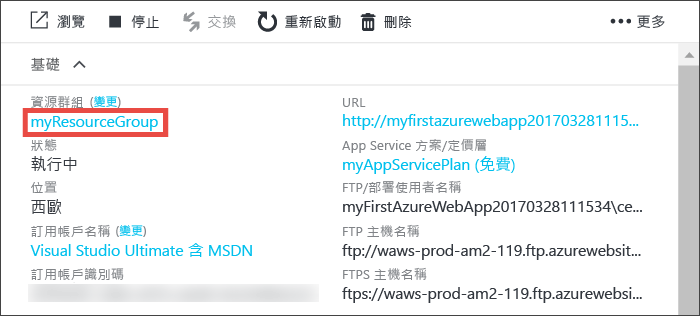 瀏覽 停止 交換 重新啟動 刪除 ••• 更多
基礎
資源群組 (變更)
myResourceGroup
狀態
執行中
位置
西歐
訂用帳戶名稱 (變更)
Visual Studio Ultimate 含 MSDN
訂用帳戶識別碼
URL
http://myfirstazurewebapp201703281115...
App Service 方案/定價層
myAppServicePlan (免費)
FTP/部署使用者名稱
myFirstAzureWebApp20170328111534\ce...
FTP 主機名稱
ftp://waws-prod-am2-119.ftp.azurewebsit...
FTPS 主機名稱
ftps://waws-prod-am2-119.ftp.azurewebsi...